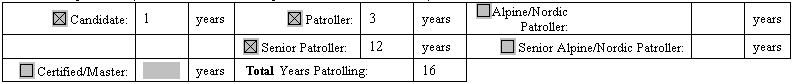 Candidate: 1 years Patroller: 3 years Alpine/Nordic Patroller: years
Senior Patroller: 12 years Senior Alpine/Nordic Patroller: years
Certified/Master: years Total Years Patrolling: 16